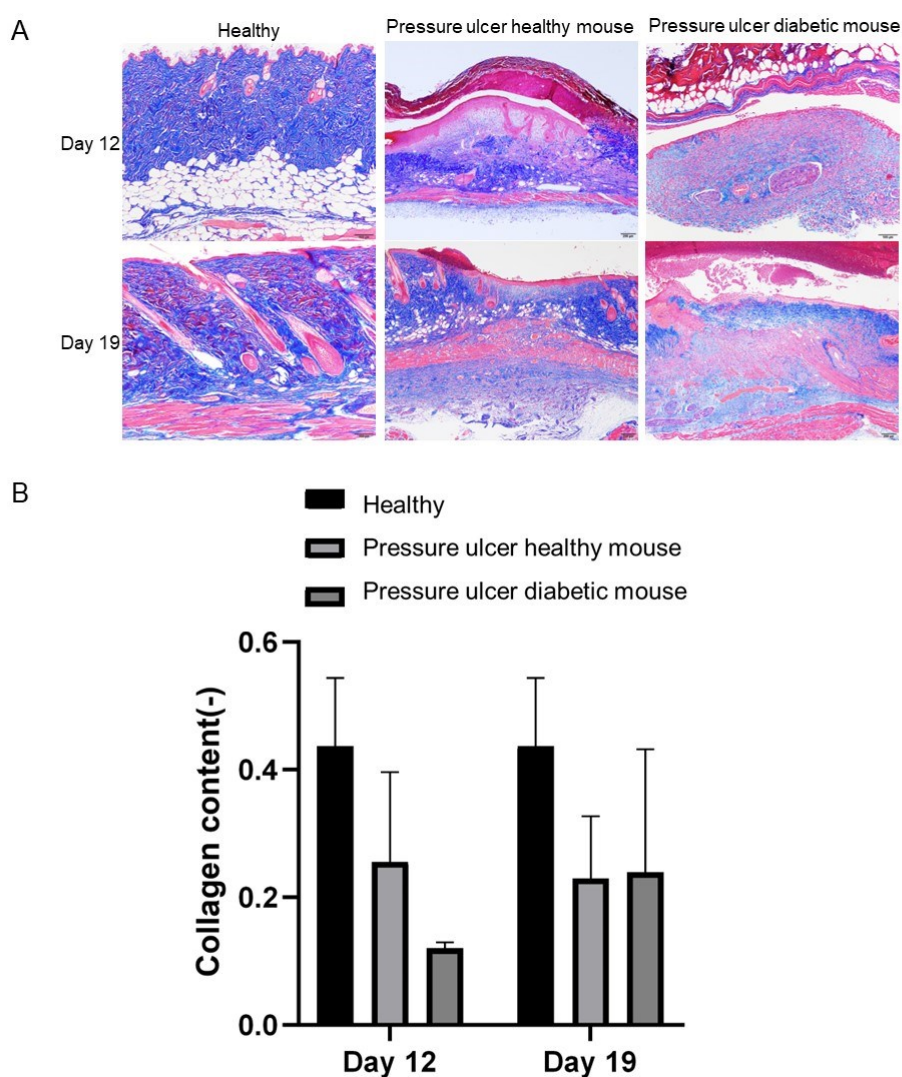 A
Healthy
Pressure ulcer healthy mouse
Pressure ulcer diabetic mouse
Day 12
Day 19
B
Healthy
Pressure ulcer healthy mouse
Pressure ulcer diabetic mouse
Collagen content(-)
0.6
0.4
0.2
0.0
Day 12
Day 19